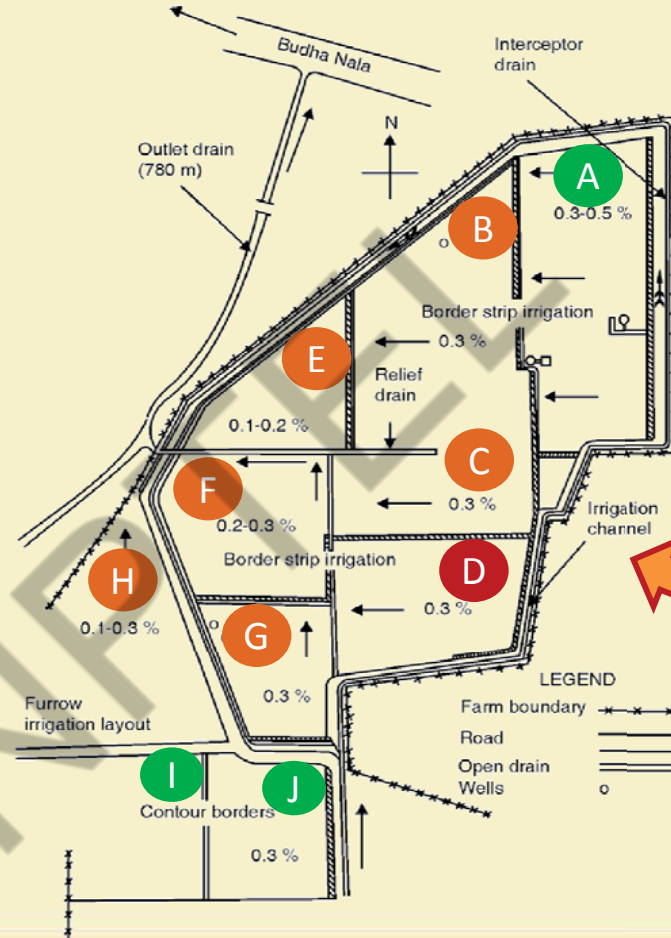 Budha Nala
Interceptor
drain
N
Outlet drain
(780 m)
A
0.3-0.5 %
B
Border strip irrigation
0.3 %
E
Relief
drain
0.1-0.2 %
C
F
0.3 %
0.2-0.3 %
Irrigation
channel
Border strip irrigation
D
H
0.3 %
0.1-0.3 %
G
0.3 %
Furrow
irrigation layout
LEGEND
Farm boundary
Road
Open drain
Wells
I
J
Contour borders
0.3 %
NPTEL